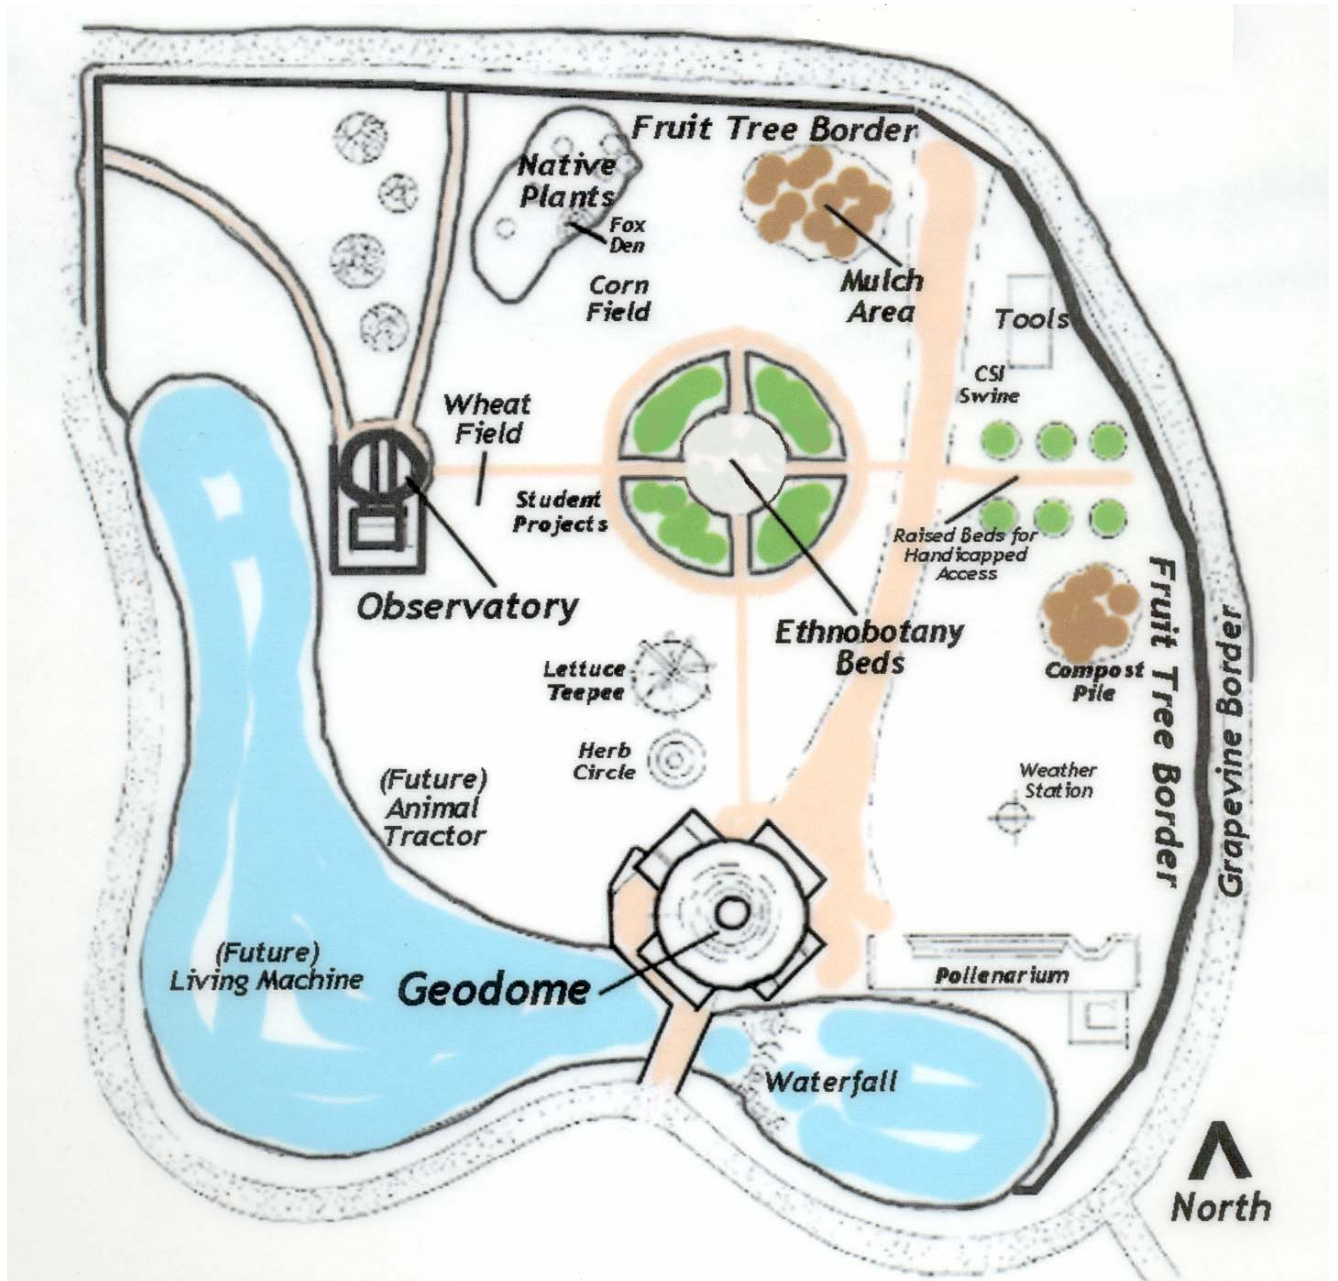 Fruit Tree Border
Native
Plants
Fox
Den
Corn
Field
Mulch
Area
Tools
CSI
Swine
Wheat
Field
Student
Projects
Raised Beds for
Handicapped
Access
Observatory
Ethnobotany
Beds
Lettuce
Teepee
Compost
Pile
Fruit Tree Border
Grapevine Border
Herb
Circle
(Future)
Animal
Tractor
Weather
Station
(Future)
Living Machine
Geodome
Pollenarium
Waterfall
North